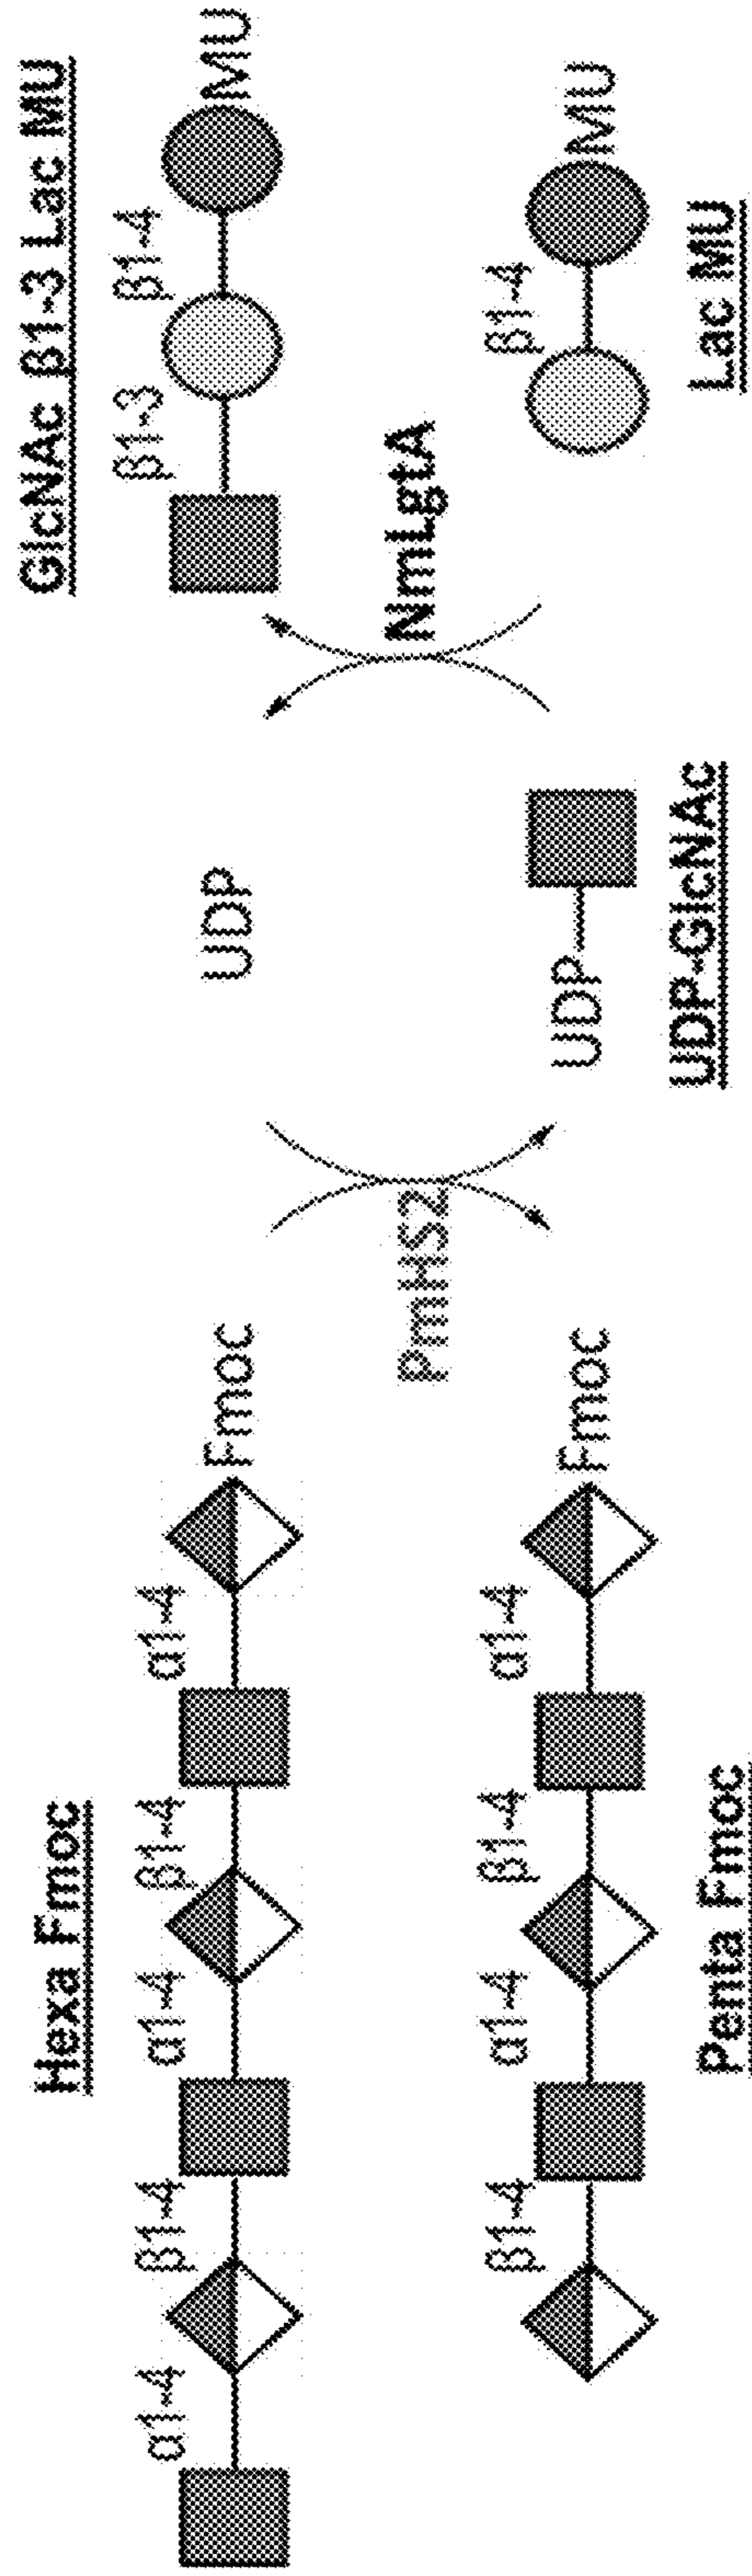 Hexa Fmoc
α1-4
β1-4
α1-4
β1-4
α1-4
Fmoc
PmHS2
Penta Fmoc
β1-4
α1-4
β1-4
α1-4
Fmoc
UDP
UDP
UDP-GlcNAc
NmLgtA
GlcNAc β1-3 Lac MU
β1-3
β1-4
MU
β1-4
MU
Lac MU